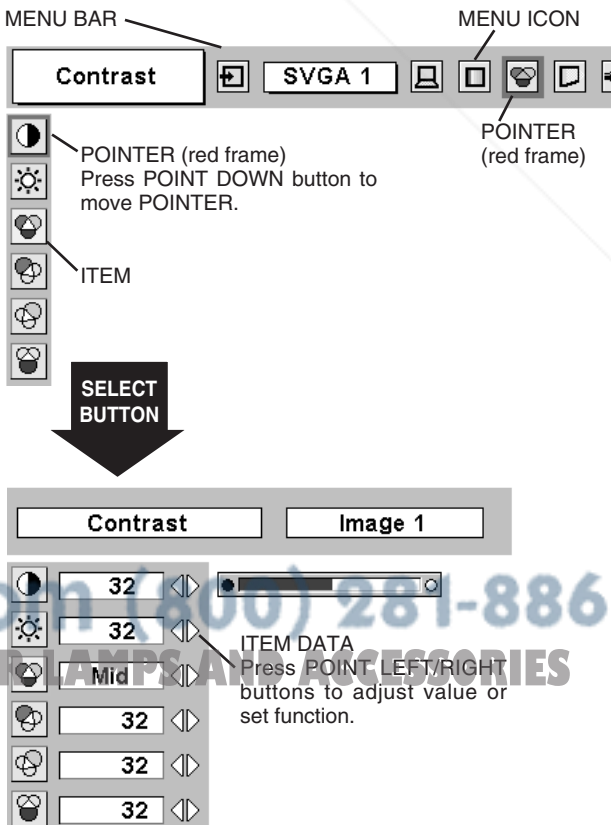 MENU BAR
MENU ICON
Contrast
SVGA 1
POINTER (red frame)
Press POINT DOWN button to
move POINTER.
POINTER
(red frame)
ITEM
SELECT
BUTTON
Contrast
Image 1
32
32
Mid
32
32
32
ITEM DATA
Press POINT LEFT/RIGHT
buttons to adjust value or
set function.
om (800) 281-886
R LAMPS AND ACCESSORIES